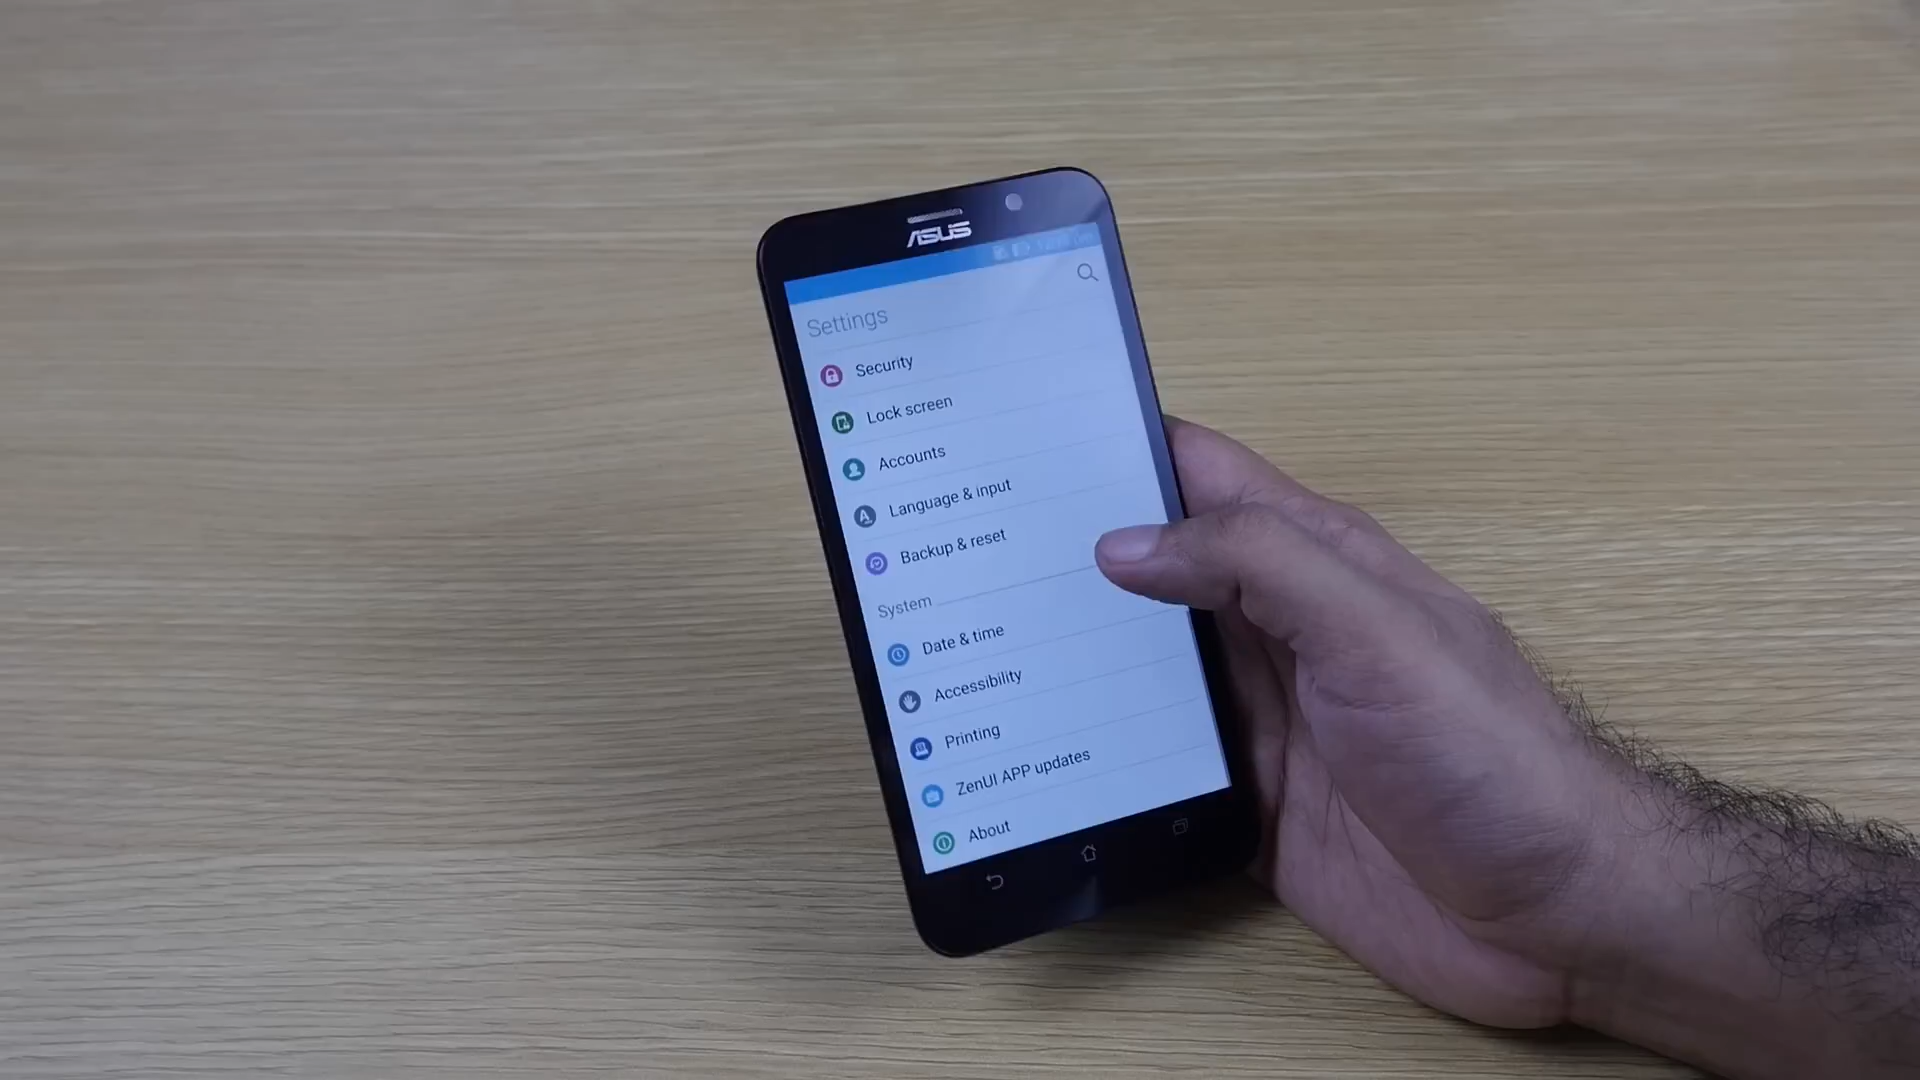 ASUS
Settings
Security
Lock screen
Accounts
Language & input
Backup & reset
System
Date & time
Accessibility
Printing
ZenUI APP updates
About